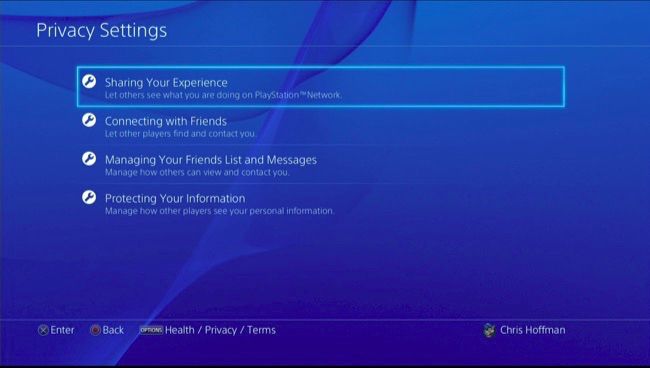 Privacy Settings
Sharing Your Experience
Let others see what you are doing on PlayStation™Network.
Connecting with Friends
Let other players find and contact you.
Managing Your Friends List and Messages
Manage how others can view and contact you.
Protecting Your Information
Manage how other players see your personal information.
Enter Back OPTIONS Health / Privacy / Terms Chris Hoffman